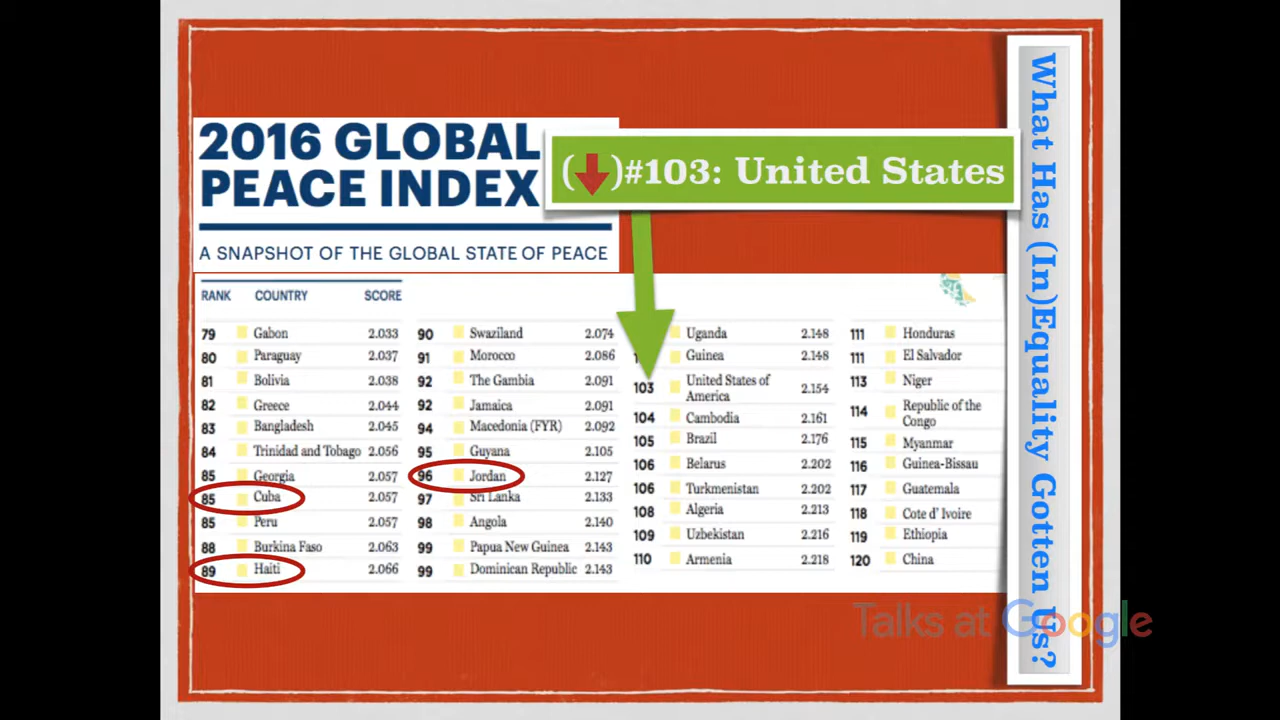 2016 GLOBAL
PEACE INDEX
A SNAPSHOT OF THE GLOBAL STATE OF PEACE
( )#103: United States
What Has (In)Equality Gotten Us?
RANK COUNTRY SCORE
79 Gabon 2.033
80 Paraguay 2.037
81 Bolivia 2.038
82 Greece 2.044
83 Bangladesh 2.045
84 Trinidad and Tobago 2.056
85 Georgia 2.057
85 Cuba 2.057
85 Peru 2.057
88 Burkina Faso 2.063
89 Haiti 2.066
90 Swaziland 2.074
91 Morocco 2.086
92 The Gambia 2.091
92 Jamaica 2.091
94 Macedonia (FYR) 2.092
95 Guyana 2.105
96 Jordan 2.127
97 Sri Lanka 2.133
98 Angola 2.140
99 Papua New Guinea 2.143
99 Dominican Republic 2.143
Uganda 2.148
Guinea 2.148
103 United States of
America 2.154
104 Cambodia 2.161
105 Brazil 2.176
106 Belarus 2.202
106 Turkmenistan 2.202
108 Algeria 2.213
109 Uzbekistan 2.216
110 Armenia 2.218
111 Honduras
111 El Salvador
113 Niger
114 Republic of the
Congo
115 Myanmar
116 Guinea-Bissau
117 Guatemala
118 Cote d' Ivoire
119 Ethiopia
120 China
Talks at Google